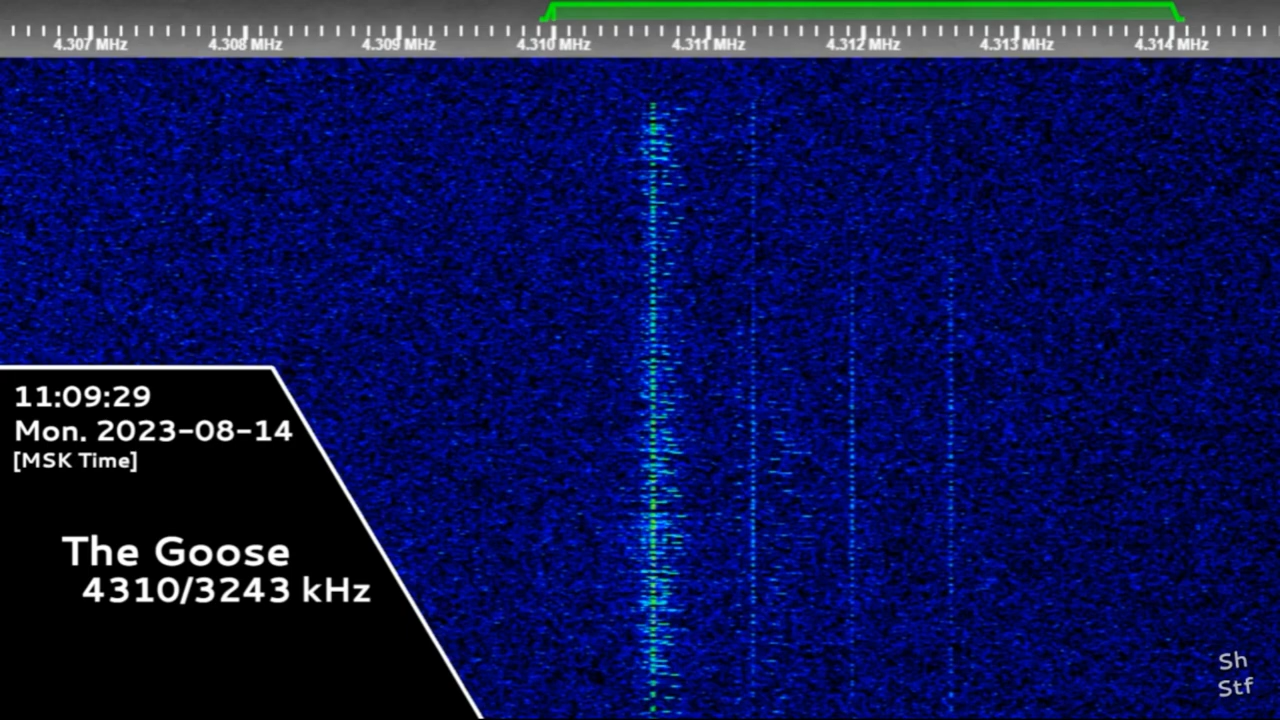 4.307 MHz 4.308 MHz 4.309 MHz 4.310 MHz 4.311 MHz 4.312 MHz 4.313 MHz 4.314 MHz
11:09:29
Mon. 2023-08-14
[MSK Time]
The Goose
4310/3243 kHz
Sh
Stf